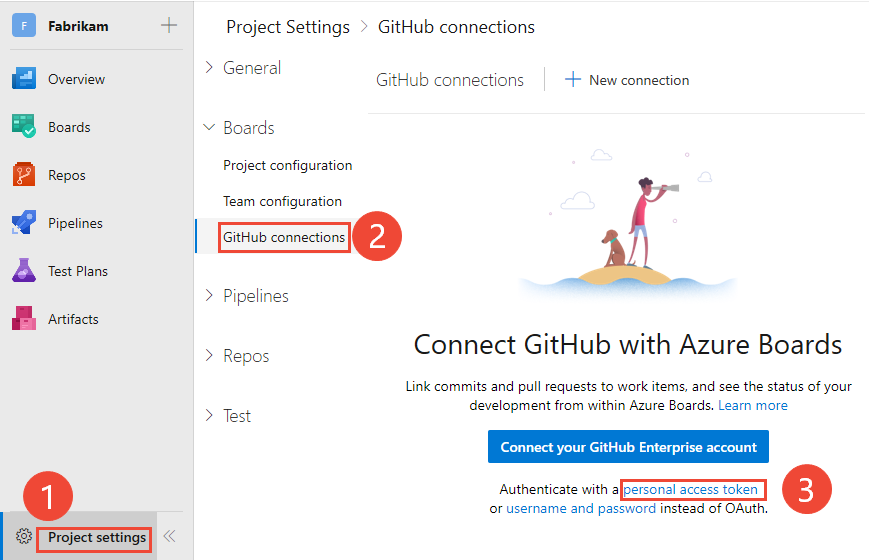 F Fabrikam
Overview
Boards
Repos
Pipelines
Test Plans
Artifacts
1
Project settings
Project Settings > GitHub connections
General
Boards
Project configuration
Team configuration
GitHub connections
2
Pipelines
Repos
Test
GitHub connections
New connection
Connect GitHub with Azure Boards
Link commits and pull requests to work items, and see the status of your
development from within Azure Boards. Learn more
Connect your GitHub Enterprise account
Authenticate with a personal access token
3
or username and password instead of OAuth.